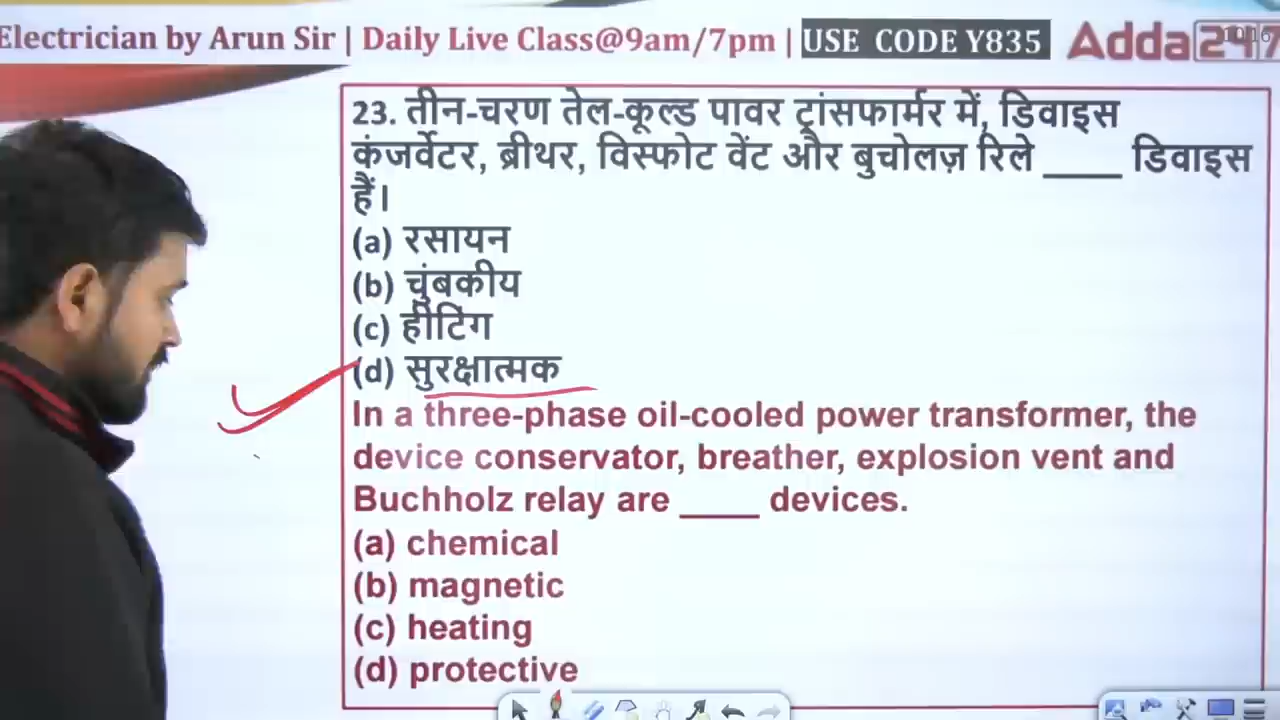 Electrician by Arun Sir | Daily Live Class@9am/7pm | USE CODE Y835 Adda247
23. तीन-चरण तेल-कूल्ड पावर ट्रांसफार्मर में, डिवाइस
कंजर्वेटर, ब्रीथर, विस्फोट वेंट और बुचोलज़ रिले ____ डिवाइस
हैं।
(a) रसायन
(b) चुंबकीय
(c) हीटिंग
(d) सुरक्षात्मक
In a three-phase oil-cooled power transformer, the
device conservator, breather, explosion vent and
Buchholz relay are ____ devices.
(a) chemical
(b) magnetic
(c) heating
(d) protective